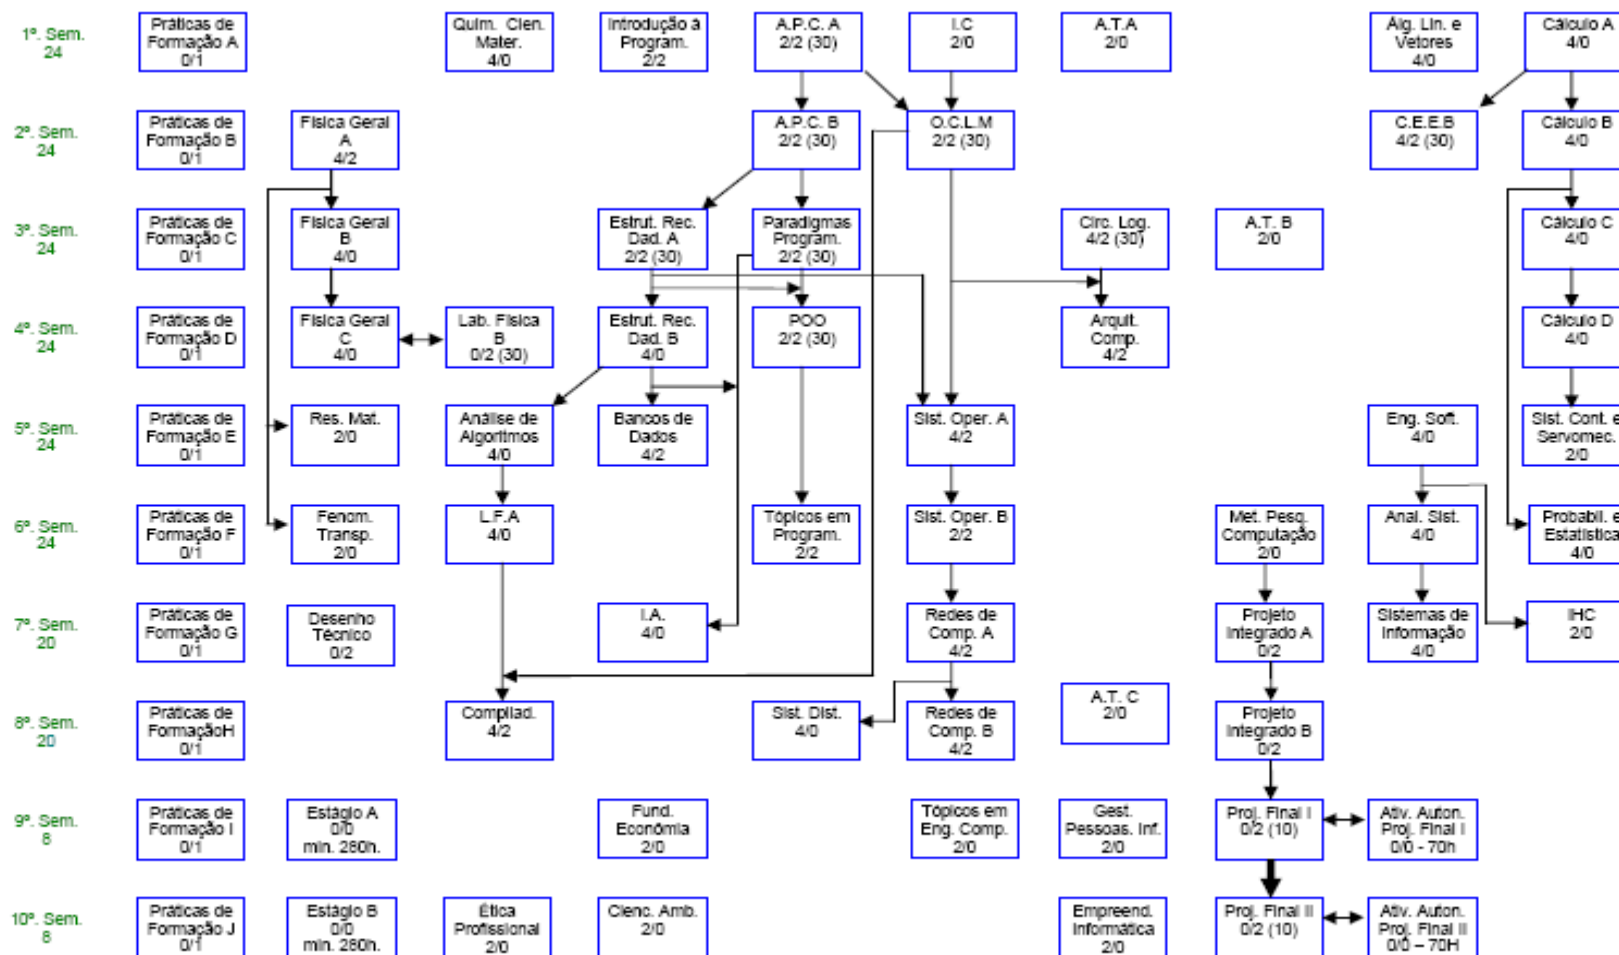 1º. Sem.
24
Práticas de
Formação A
0/1
Quím. Cien.
Mater.
4/0
Introdução à
Program.
2/2
A.P.C. A
2/2 (30)
I.C
2/0
A.T.A
2/0
Álg. Lin. e
Vetores
4/0
Cálculo A
4/0
2º. Sem.
24
Práticas de
Formação B
0/1
Física Geral
A
4/2
A.P.C. B
2/2 (30)
O.C.L.M
2/2 (30)
C.E.E.B
4/2 (30)
Cálculo B
4/0
3º. Sem.
24
Práticas de
Formação C
0/1
Física Geral
B
4/0
Estrut. Rec.
Dad. A
2/2 (30)
Paradigmas
Program.
2/2 (30)
Circ. Log.
4/2 (30)
A.T. B
2/0
Cálculo C
4/0
4º. Sem.
24
Práticas de
Formação D
0/1
Física Geral
C
4/0
Lab. Física
B
0/2 (30)
Estrut. Rec.
Dad. B
4/0
POO
2/2 (30)
Arquit.
Comp.
4/2
Cálculo D
4/0
5º. Sem.
24
Práticas de
Formação E
0/1
Res. Mat.
2/0
Análise de
Algoritmos
4/0
Bancos de
Dados
4/2
Sist. Oper. A
4/2
Eng. Soft.
4/0
Sist. Cont. e
Servomec.
2/0
6º. Sem.
24
Práticas de
Formação F
0/1
Fenom.
Transp.
2/0
L.F.A
4/0
Tópicos em
Program.
2/2
Sist. Oper. B
2/2
Met. Pesq.
Computação
2/0
Anal. Sist.
4/0
Probabil. e
Estatística
4/0
7º. Sem.
20
Práticas de
Formação G
0/1
Desenho
Técnico
0/2
I.A.
4/0
Redes de
Comp. A
4/2
Projeto
Integrado A
0/2
Sistemas de
Informação
4/0
IHC
2/0
8º. Sem.
20
Práticas de
FormaçãoH
0/1
Compilad.
4/2
Sist. Dist.
4/0
Redes de
Comp. B
4/2
A.T. C
2/0
Projeto
Integrado B
0/2
9º. Sem.
8
Práticas de
Formação I
0/1
Estágio A
0/0
min. 280h.
Fund.
Econômia
2/0
Tópicos em
Eng. Comp.
2/0
Gest.
Pessoas. Inf.
2/0
Proj. Final I
0/2 (10)
Ativ. Auton.
Proj. Final I
0/0 - 70h
10º. Sem.
8
Práticas de
Formação J
0/1
Estágio B
0/0
min. 280h.
Ética
Profissional
2/0
Cienc. Amb.
2/0
Empreend.
Informática
2/0
Proj. Final II
0/2 (10)
Ativ. Auton.
Proj. Final II
0/0 – 70H